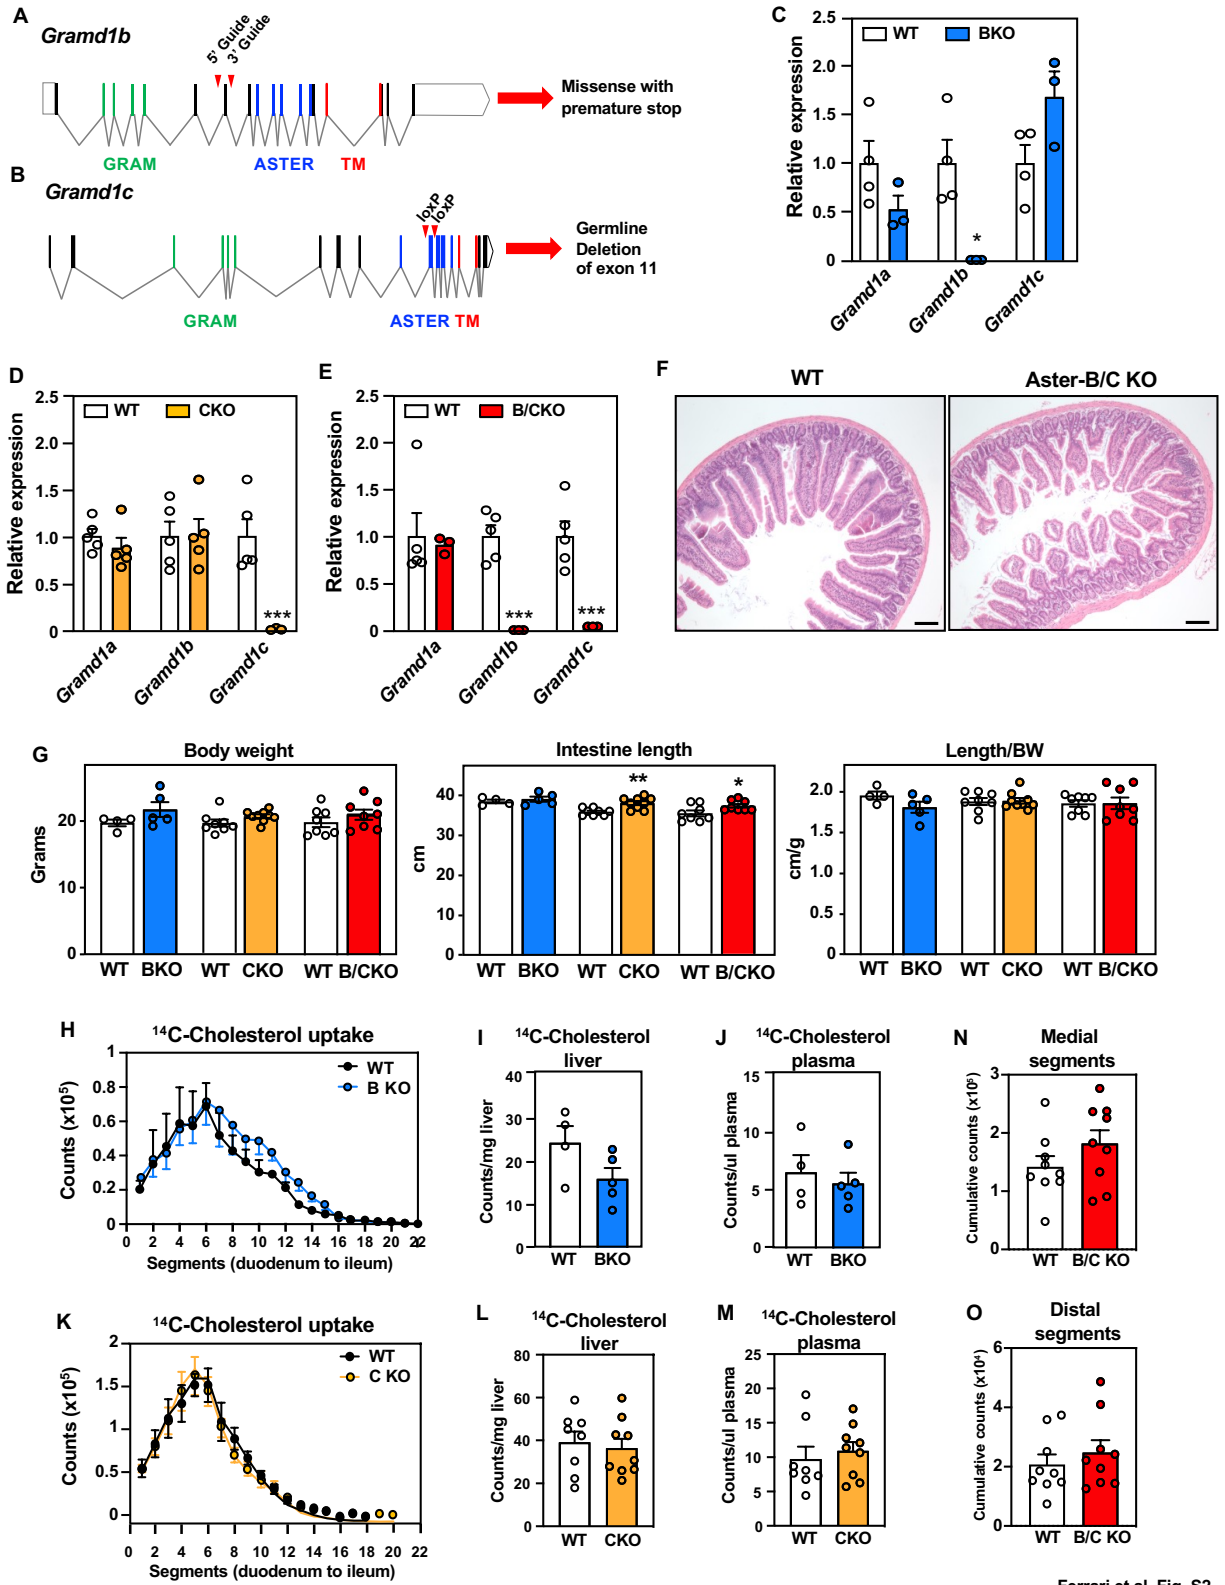 A
Gramd1b
5' Guide
3' Guide
Missense with
premature stop
GRAM
ASTER
TM
B
Gramd1c
loxP
loxP
Germline
Deletion
of exon 11
GRAM
ASTER TM
C
WT
BKO
Relative expression
2.5
2.0
1.5
1.0
0.5
0
*
Gramd1a
Gramd1b
Gramd1c
D
WT
CKO
Relative expression
2.5
2.0
1.5
1.0
0.5
0
***
Gramd1a
Gramd1b
Gramd1c
E
WT
B/CKO
Relative expression
2.5
2.0
1.5
1.0
0.5
0
***
***
Gramd1a
Gramd1b
Gramd1c
F
WT
Aster-B/C KO
G
Body weight
Grams
20
10
0
WT BKO WT CKO WT B/CKO
Intestine length
cm
40
30
20
10
0
**
*
WT BKO WT CKO WT B/CKO
Length/BW
cm/g
2.0
1.5
1.0
0.5
0
WT BKO WT CKO WT B/CKO
H
14C-Cholesterol uptake
WT
B KO
Counts (x10⁵)
1
0.8
0.6
0.4
0.2
0
0 2 4 6 8 10 12 14 16 18 20 22
Segments (duodenum to ileum)
I
14C-Cholesterol
liver
Counts/mg liver
40
30
20
10
0
WT BKO
J
14C-Cholesterol
plasma
Counts/ul plasma
15
10
5
0
WT BKO
N
Medial
segments
Cumulative counts (x10⁵)
3
2
1
0
WT B/C KO
K
14C-Cholesterol uptake
WT
C KO
Counts (x10⁵)
2
1.5
1
0.5
0
0 2 4 6 8 10 12 14 16 18 20 22
Segments (duodenum to ileum)
L
14C-Cholesterol
liver
Counts/mg liver
80
60
40
20
0
WT CKO
M
14C-Cholesterol
plasma
Counts/ul plasma
25
20
15
10
5
0
WT CKO
O
Distal
segments
Cumulative counts (x10⁴)
6
4
2
0
WT B/C KO
Ferrari et al. Fig. S2